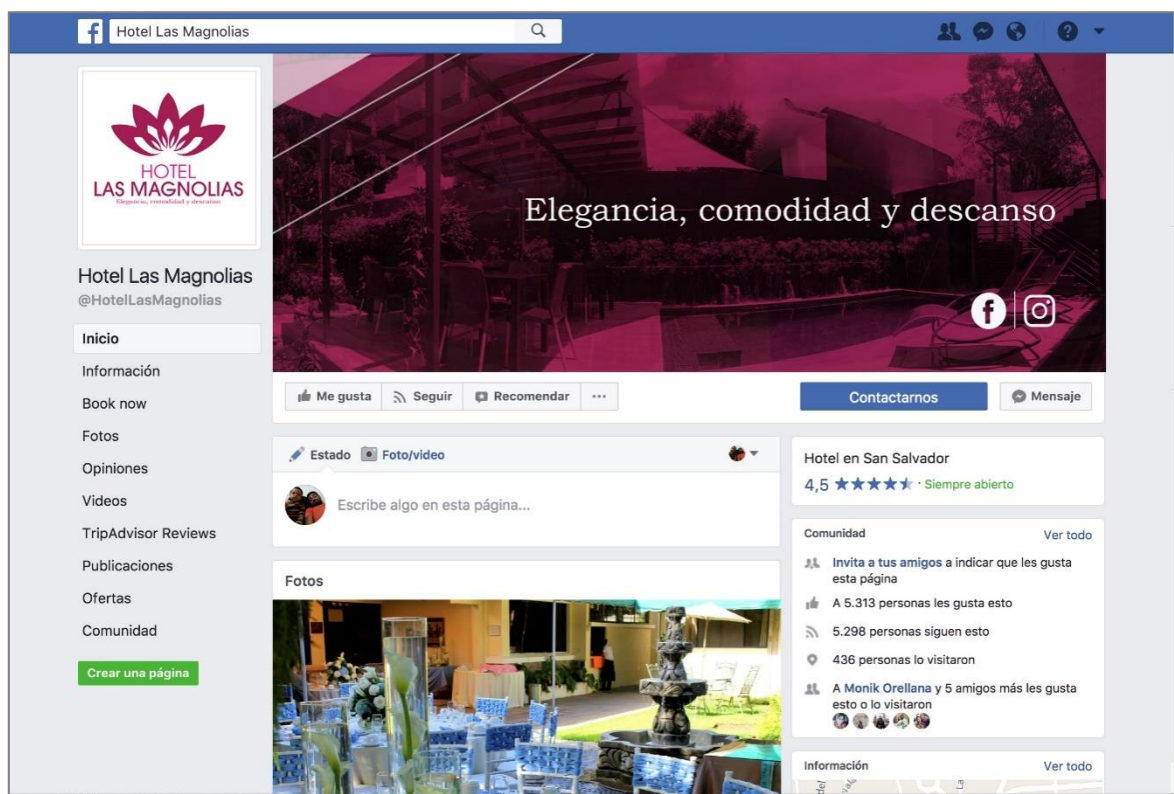 Hotel Las Magnolias
HOTEL
LAS MAGNOLIAS
Elegancia, comodidad y descanso
Hotel Las Magnolias
@HotelLasMagnolias
Inicio
Información
Book now
Fotos
Opiniones
Videos
TripAdvisor Reviews
Publicaciones
Ofertas
Comunidad
Crear una página
Elegancia, comodidad y descanso
Me gusta
Seguir
Recomendar
Contactarnos
Mensaje
Estado
Foto/video
Escribe algo en esta página...
Fotos
Hotel en San Salvador
4,5 · Siempre abierto
Comunidad
Ver todo
Invita a tus amigos a indicar que les gusta
esta página
A 5.313 personas les gusta esto
5.298 personas siguen esto
436 personas lo visitaron
A Monik Orellana y 5 amigos más les gusta
esto o lo visitaron
Información
Ver todo